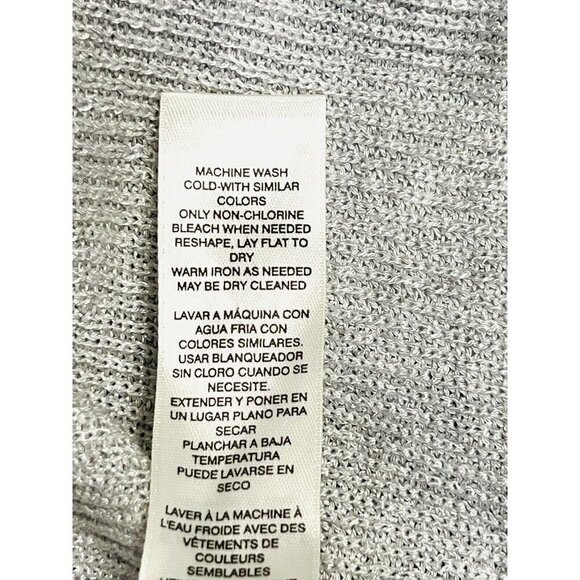 MACHINE WASH
COLD-WITH SIMILAR
COLORS
ONLY NON-CHLORINE
BLEACH WHEN NEEDED
RESHAPE, LAY FLAT TO
DRY
WARM IRON AS NEEDED
MAY BE DRY CLEANED
LAVAR A MÁQUINA CON
AGUA FRIA CON
COLORES SIMILARES.
USAR BLANQUEADOR
SIN CLORO CUANDO SE
NECESITE.
EXTENDER Y PONER EN
UN LUGAR PLANO PARA
SECAR
PLANCHAR A BAJA
TEMPERATURA
PUEDE LAVARSE EN
SECO
LAVER À LA MACHINE À
L'EAU FROIDE AVEC DES
VÊTEMENTS DE
COULEURS
SEMBLABLES